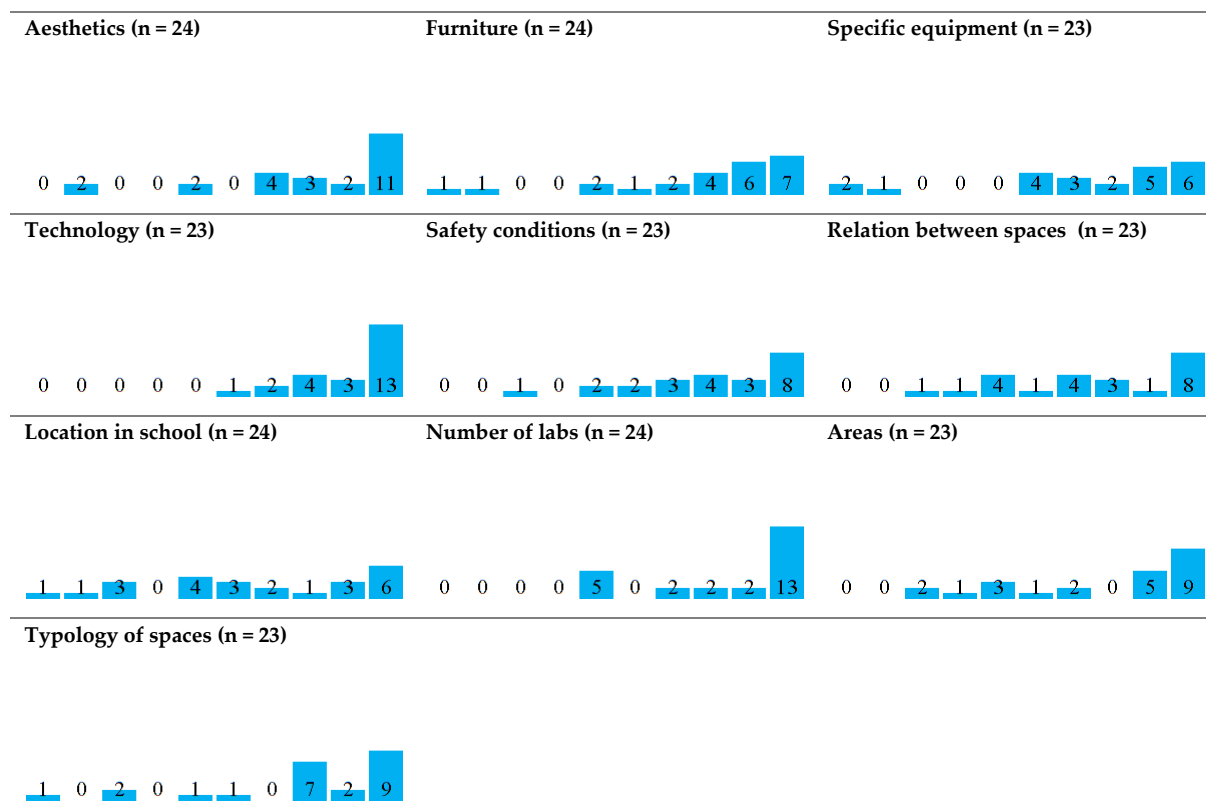 Aesthetics (n = 24) Furniture (n = 24) Specific equipment (n = 23)
0 2 0 0 2 0 4 3 2 11 1 1 0 0 2 1 2 4 6 7 2 1 0 0 0 4 3 2 5 6
Technology (n = 23) Safety conditions (n = 23) Relation between spaces (n = 23)
0 0 0 0 0 1 2 4 3 13 0 0 1 0 2 2 3 4 3 8 0 0 1 1 4 1 4 3 1 8
Location in school (n = 24) Number of labs (n = 24) Areas (n = 23)
1 1 3 0 4 3 2 1 3 6 0 0 0 0 5 0 2 2 2 13 0 0 2 1 3 1 2 0 5 9
Typology of spaces (n = 23)
1 0 2 0 1 1 0 7 2 9